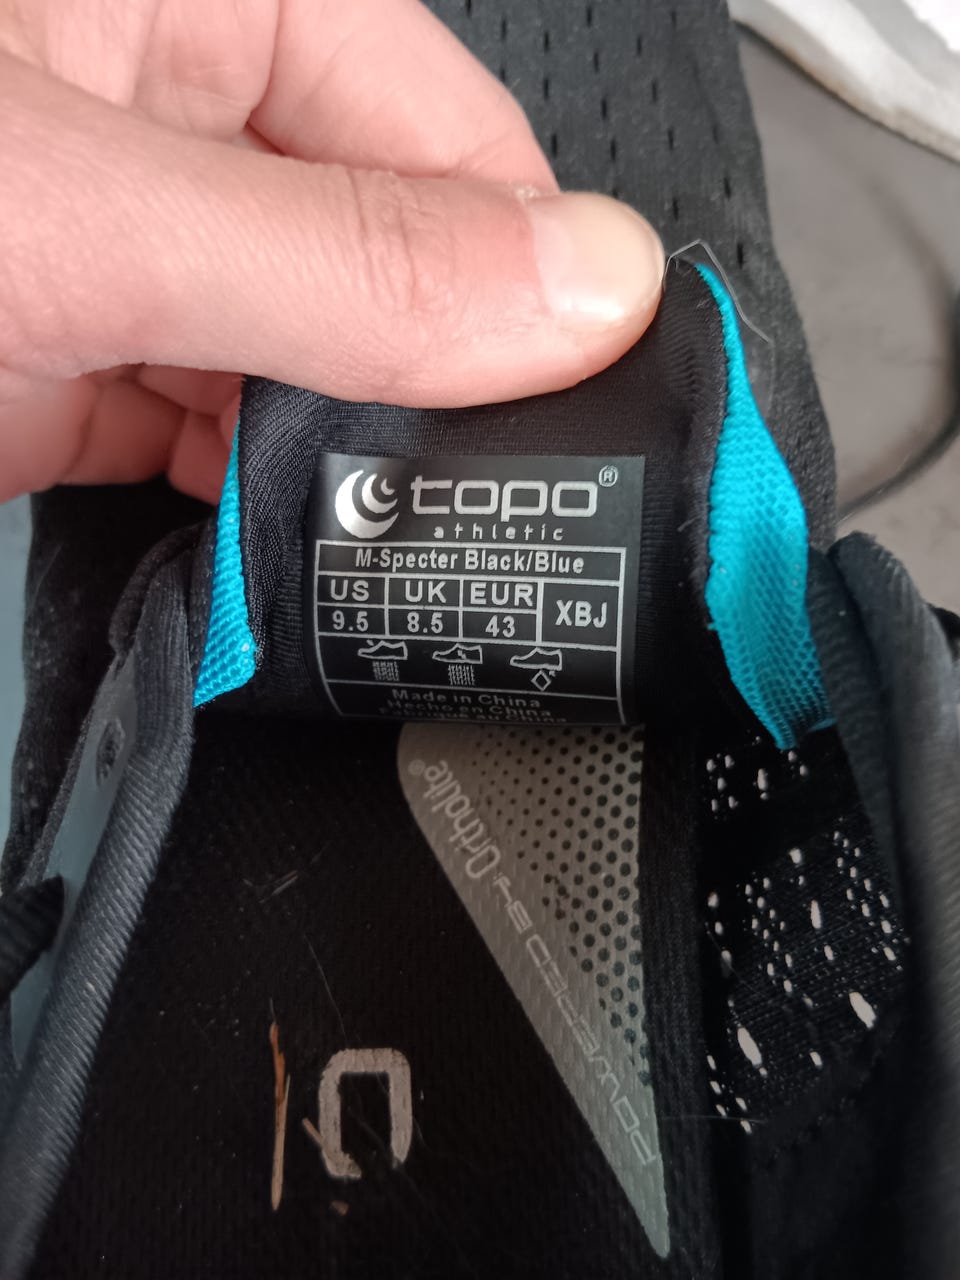 topo®
athletic
M-Specter Black/Blue
US UK EUR XBJ
9.5 8.5 43
Made in China
Hecho en China
Ortholite®
POWERED BY